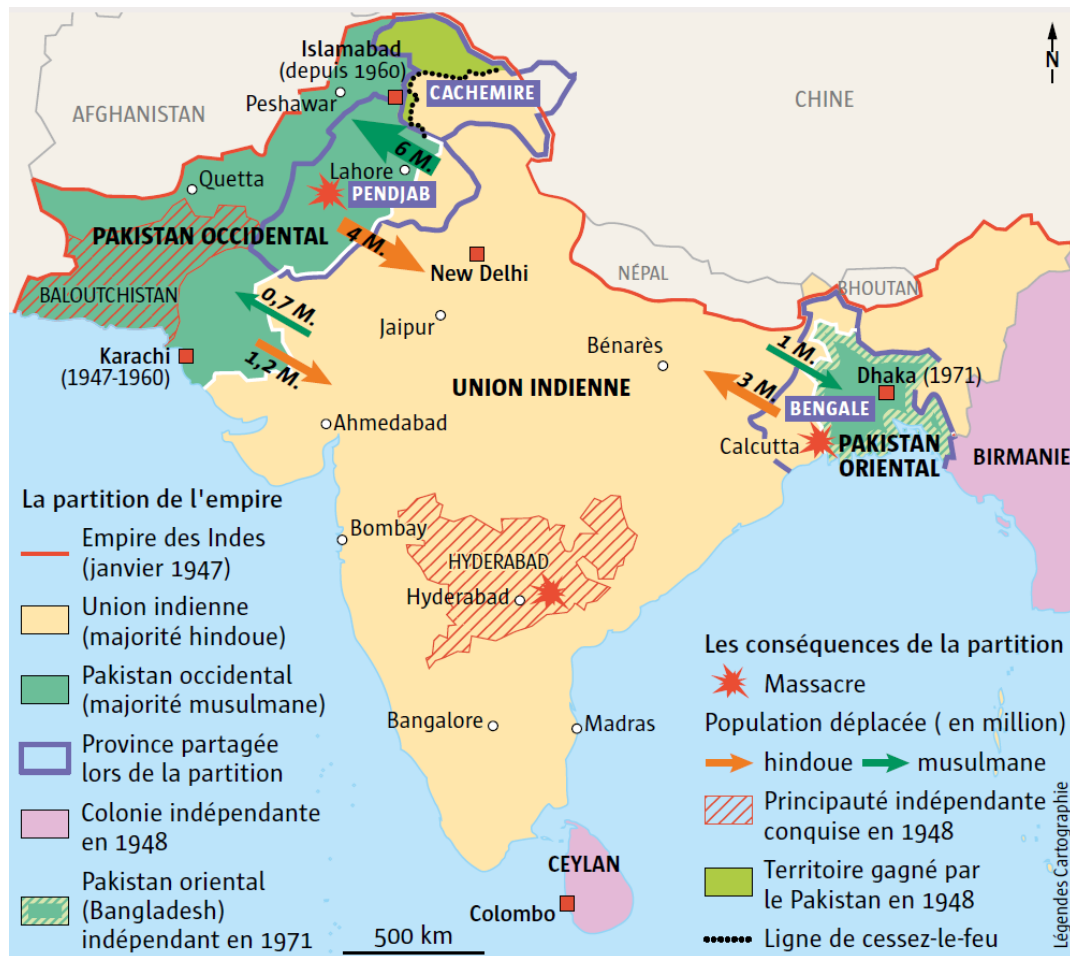 Islamabad
(depuis 1960)
Peshawar
AFGHANISTAN
CACHEMIRE
CHINE
N
6 M.
Lahore
Quetta
PENDJAB
PAKISTAN OCCIDENTAL
4 M.
New Delhi
NÉPAL
BHOUTAN
BALOUTCHISTAN
0,7 M.
Jaipur
Bénarès
1 M.
Karachi
(1947-1960)
1,2 M.
UNION INDIENNE
3 M.
Dhaka (1971)
BENGALE
Ahmedabad
Calcutta
PAKISTAN
ORIENTAL
BIRMANIE
Bombay
HYDERABAD
Hyderabad
Bangalore
Madras
CEYLAN
Colombo
500 km
La partition de l'empire
Empire des Indes
(janvier 1947)
Union indienne
(majorité hindoue)
Pakistan occidental
(majorité musulmane)
Province partagée
lors de la partition
Colonie indépendante
en 1948
Pakistan oriental
(Bangladesh)
indépendant en 1971
Les conséquences de la partition
Massacre
Population déplacée ( en million)
hindoue
musulmane
Principauté indépendante
conquise en 1948
Territoire gagné par
le Pakistan en 1948
Ligne de cessez-le-feu
Légendes Cartographie